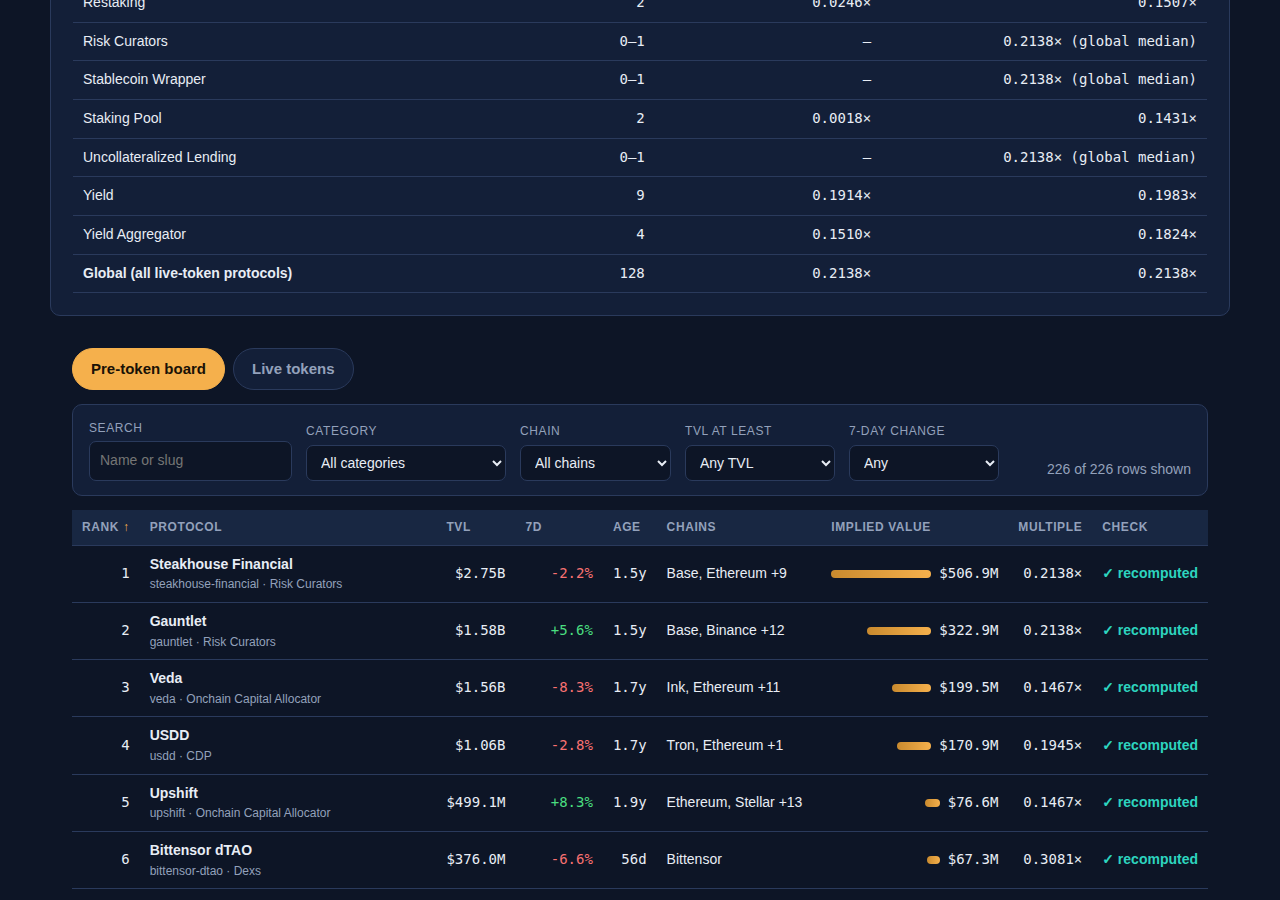 Restaking 2 0.0246× 0.1507×
Risk Curators 0–1 — 0.2138× (global median)
Stablecoin Wrapper 0–1 — 0.2138× (global median)
Staking Pool 2 0.0018× 0.1431×
Uncollateralized Lending 0–1 — 0.2138× (global median)
Yield 9 0.1914× 0.1983×
Yield Aggregator 4 0.1510× 0.1824×
Global (all live-token protocols) 128 0.2138× 0.2138×
Pre-token board Live tokens
SEARCH CATEGORY CHAIN TVL AT LEAST 7-DAY CHANGE
Name or slug All categories All chains Any TVL Any 226 of 226 rows shown
RANK ↑ PROTOCOL TVL 7D AGE CHAINS IMPLIED VALUE MULTIPLE CHECK
1 Steakhouse Financial $2.75B -2.2% 1.5y Base, Ethereum +9 $506.9M 0.2138× ✓ recomputed
steakhouse-financial · Risk Curators
2 Gauntlet $1.58B +5.6% 1.5y Base, Binance +12 $322.9M 0.2138× ✓ recomputed
gauntlet · Risk Curators
3 Veda $1.56B -8.3% 1.7y Ink, Ethereum +11 $199.5M 0.1467× ✓ recomputed
veda · Onchain Capital Allocator
4 USDD $1.06B -2.8% 1.7y Tron, Ethereum +1 $170.9M 0.1945× ✓ recomputed
usdd · CDP
5 Upshift $499.1M +8.3% 1.9y Ethereum, Stellar +13 $76.6M 0.1467× ✓ recomputed
upshift · Onchain Capital Allocator
6 Bittensor dTAO $376.0M -6.6% 56d Bittensor $67.3M 0.3081× ✓ recomputed
bittensor-dtao · Dexs